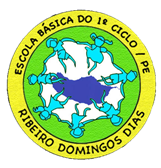 ESCOLA BÁSICA DO 1º CICLO / PE
RIBEIRO DOMINGOS DIAS